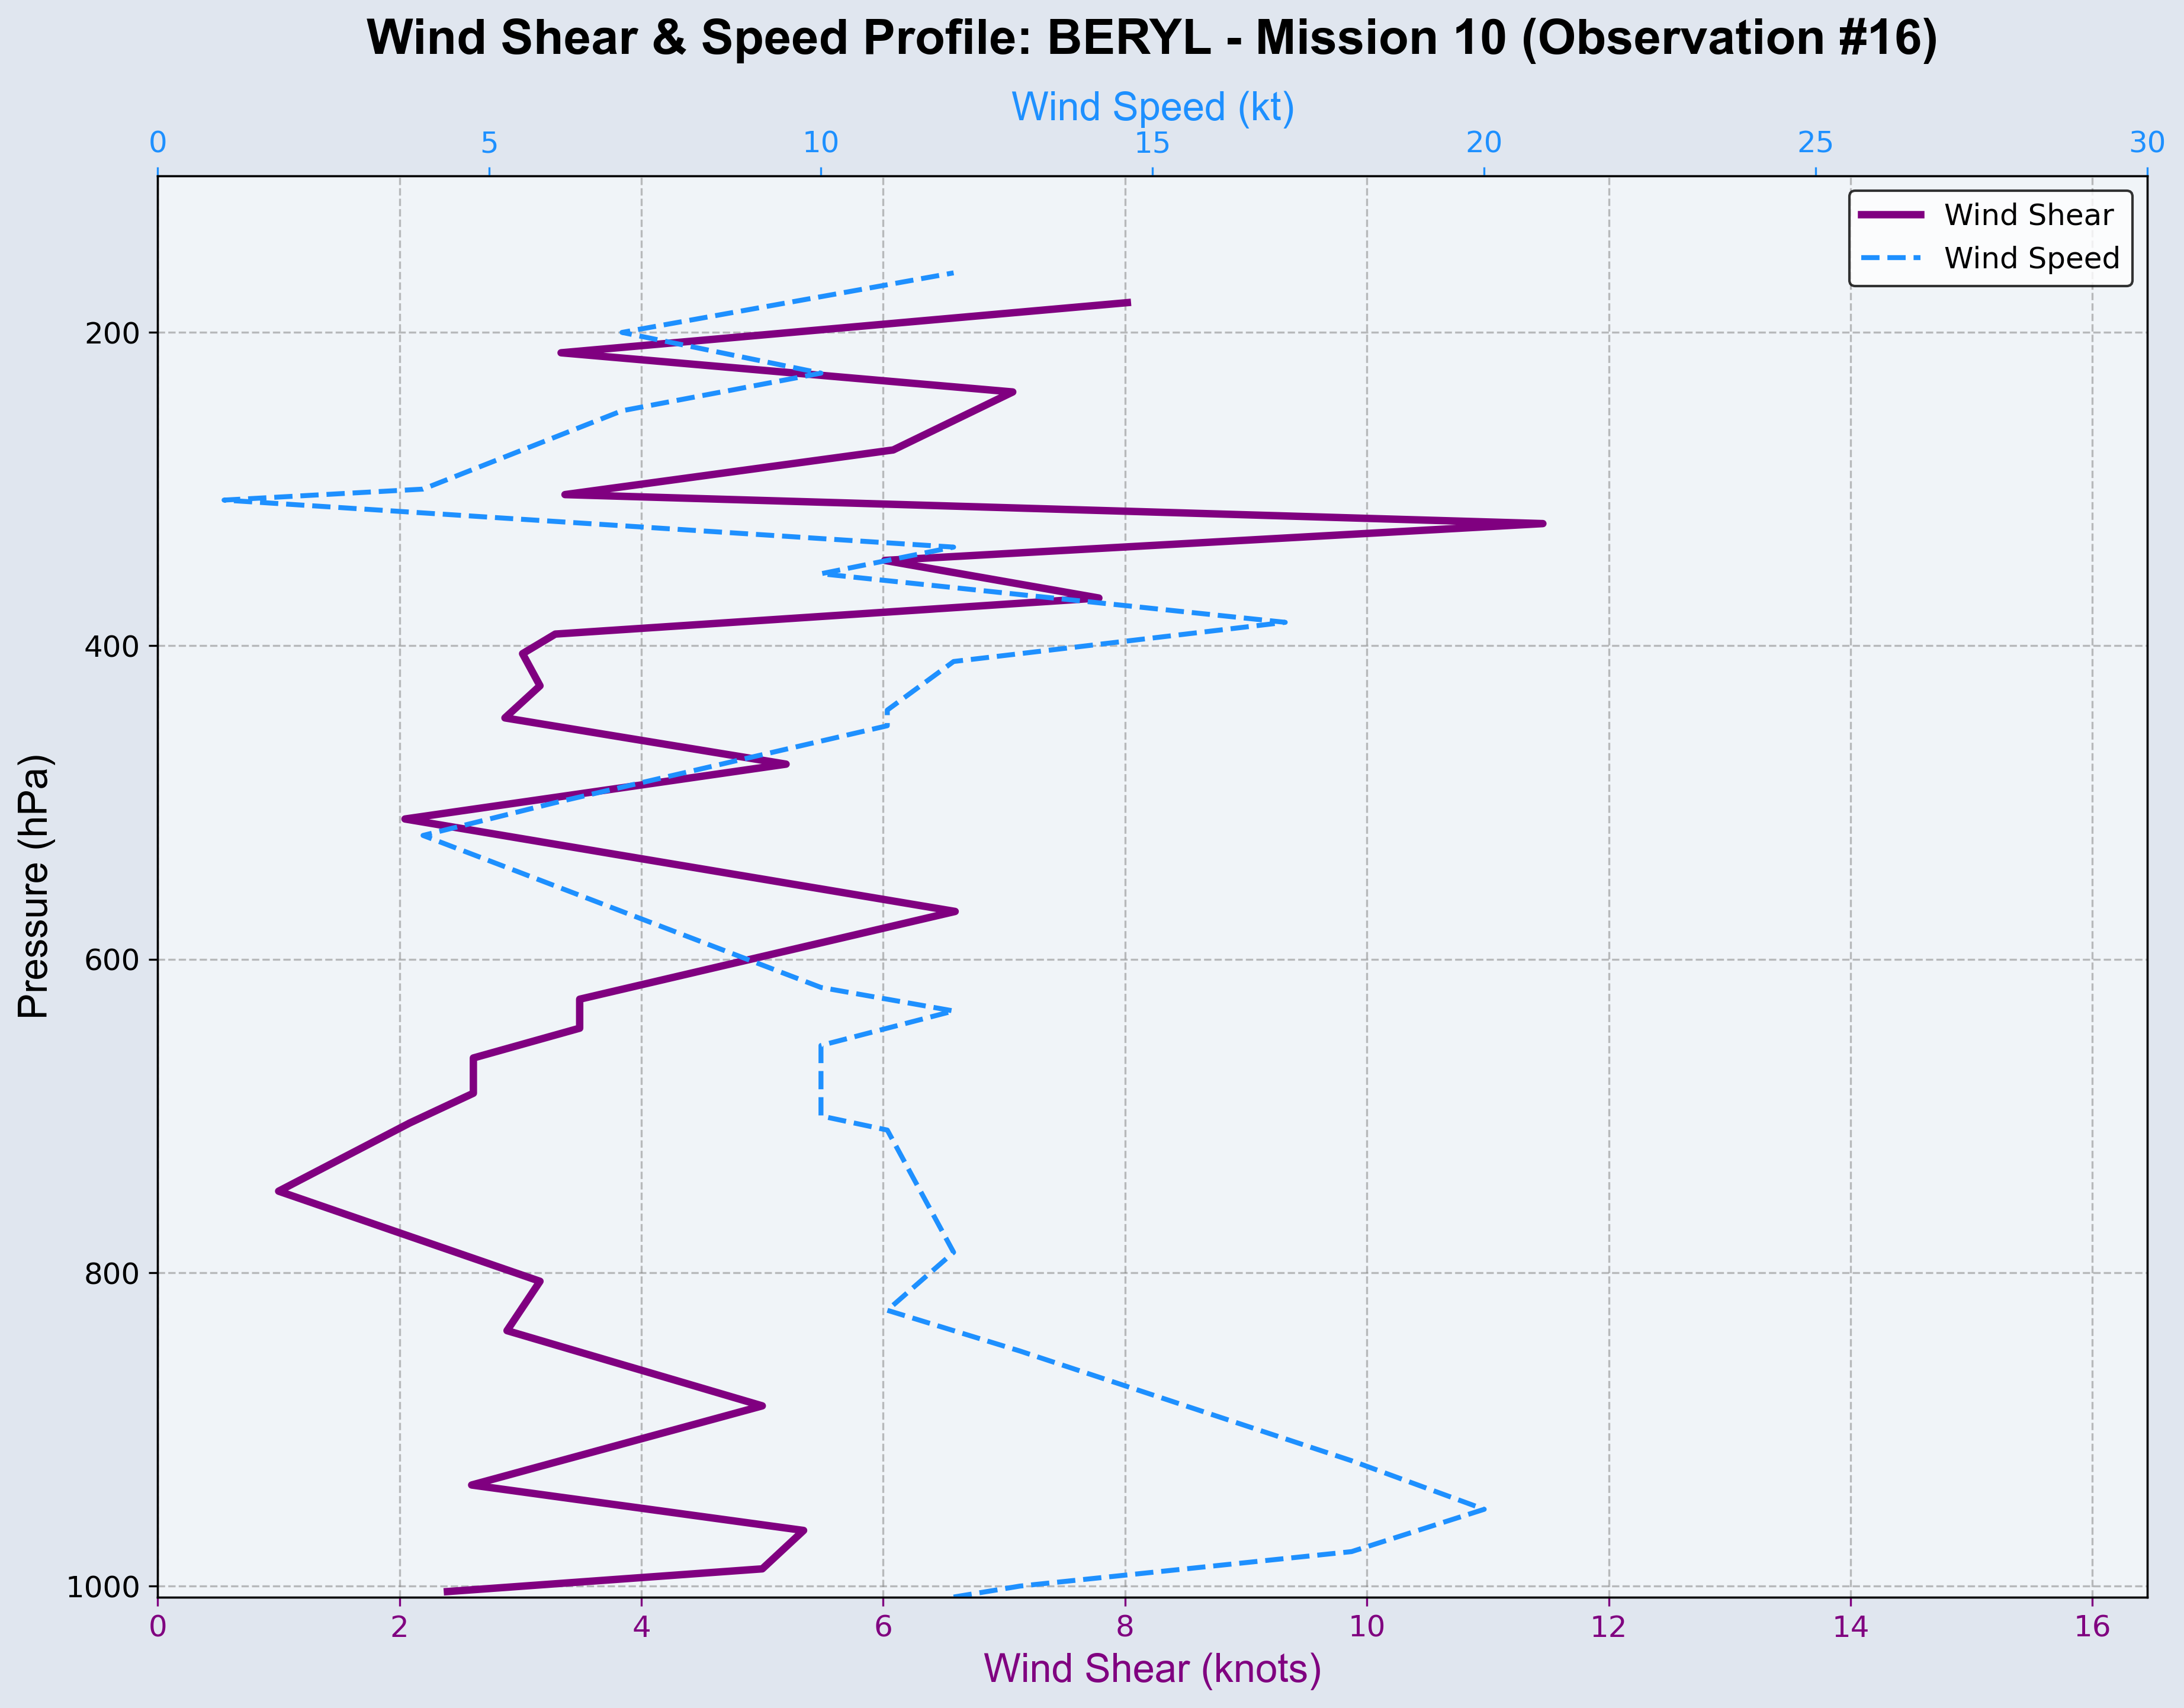 Wind Shear & Speed Profile: BERYL - Mission 10 (Observation #16)
Wind Speed (kt)
0 5 10 15 20 25 30
Wind Shear
Wind Speed
200
400
600
800
1000
Pressure (hPa)
0 2 4 6 8 10 12 14 16
Wind Shear (knots)